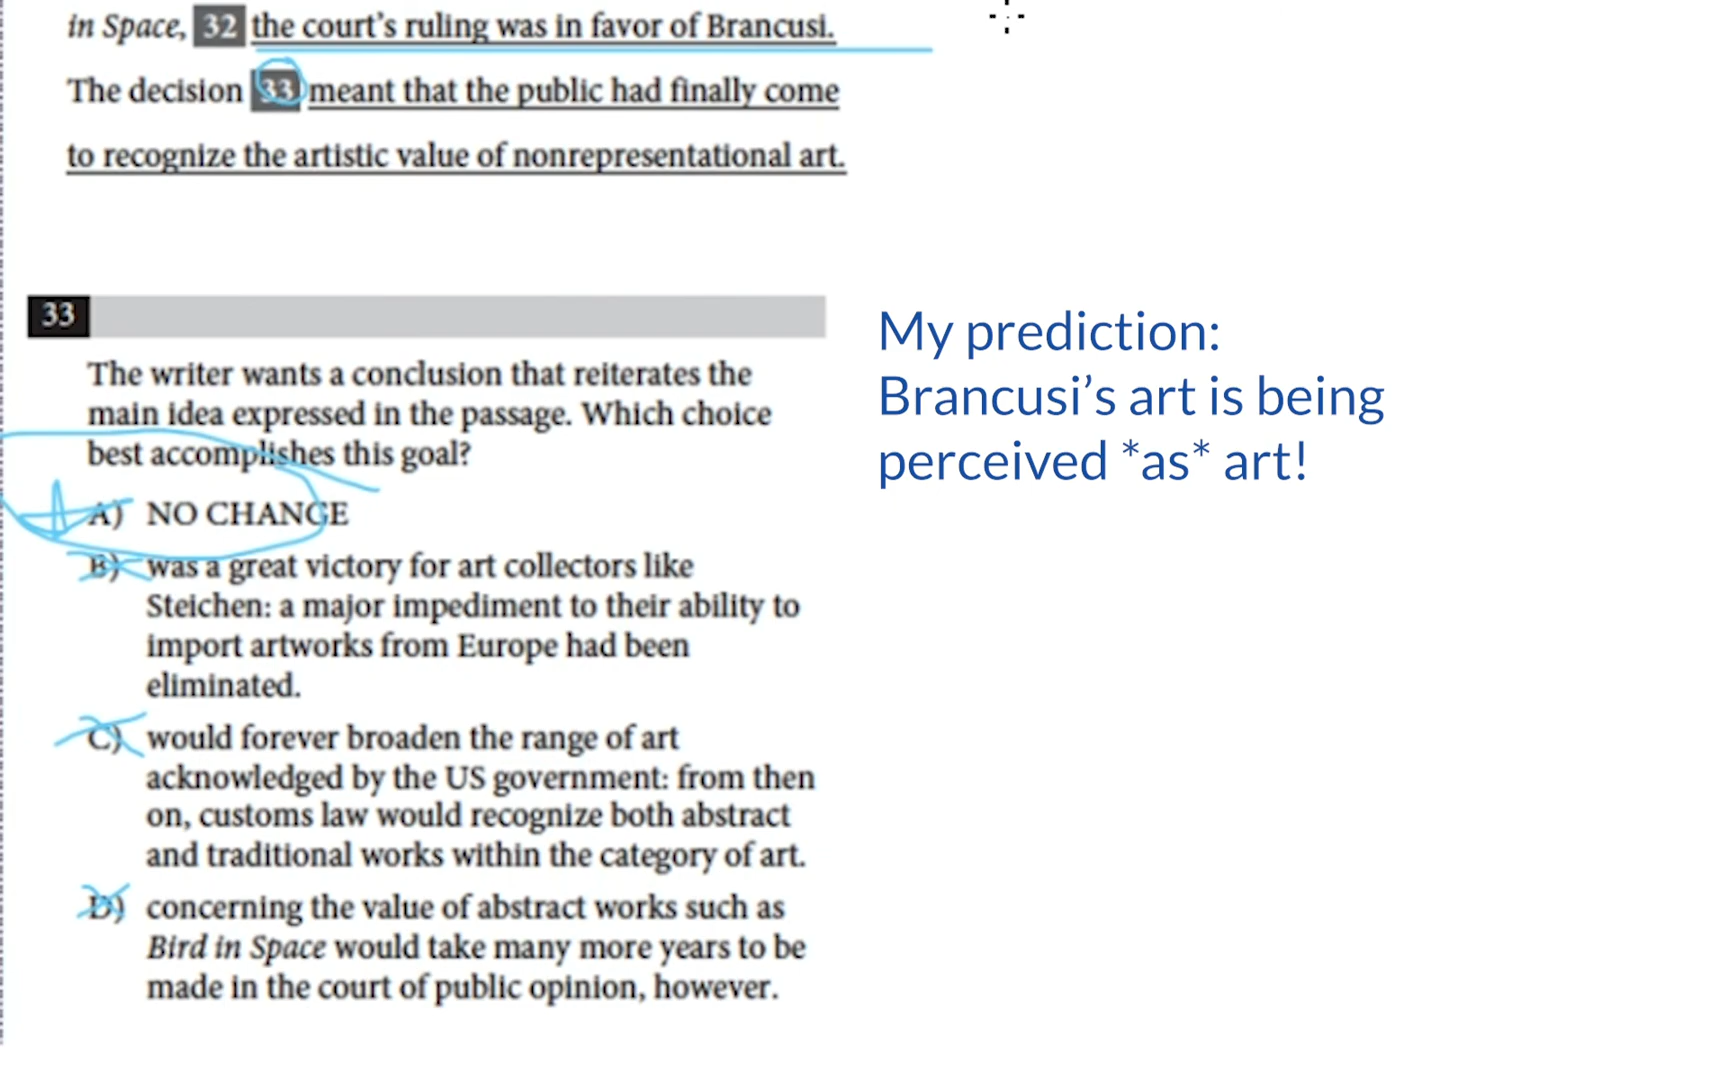 in Space, 32 the court's ruling was in favor of Brancusi.
The decision 33 meant that the public had finally come
to recognize the artistic value of nonrepresentational art.
33
The writer wants a conclusion that reiterates the
main idea expressed in the passage. Which choice
best accomplishes this goal?
A) NO CHANGE
B) was a great victory for art collectors like
Steichen: a major impediment to their ability to
import artworks from Europe had been
eliminated.
C) would forever broaden the range of art
acknowledged by the US government: from then
on, customs law would recognize both abstract
and traditional works within the category of art.
D) concerning the value of abstract works such as
Bird in Space would take many more years to be
made in the court of public opinion, however.
My prediction:
Brancusi's art is being
perceived *as* art!